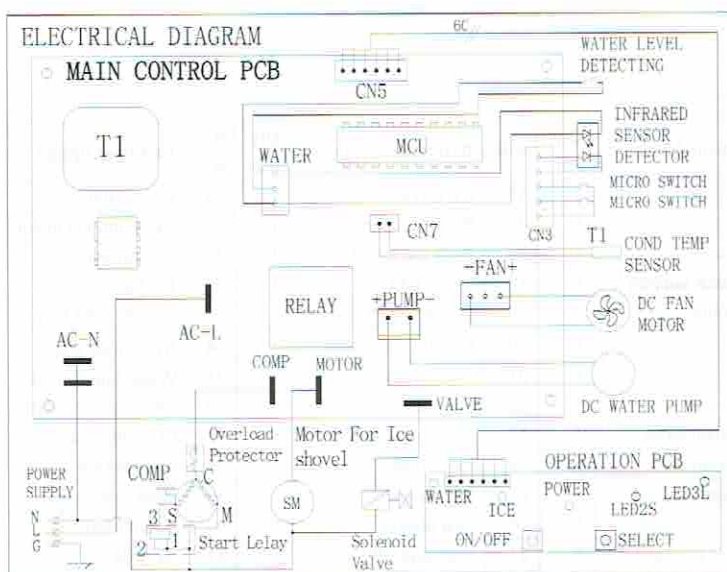 ELECTRICAL DIAGRAM
6C
WATER LEVEL
DETECTING
MAIN CONTROL PCB
CN5
T1
MCU
INFRARED
SENSOR
DETECTOR
WATER
MICRO SWITCH
MICRO SWITCH
CN7
CN3
T1
COND TEMP
SENSOR
-FAN+
RELAY
+PUMP-
DC FAN
MOTOR
AC-N
AC-L
COMP
MOTOR
VALVE
DC WATER PUMP
Overload
Protector
Motor For Ice
shovel
OPERATION PCB
POWER
SUPPLY
COMP
C
WATER
ICE
POWER
LED2S
LED3L
N
L
G
3
S
M
SM
2
1
Start Lelay
Solenoid
Valve
ON/OFF
SELECT